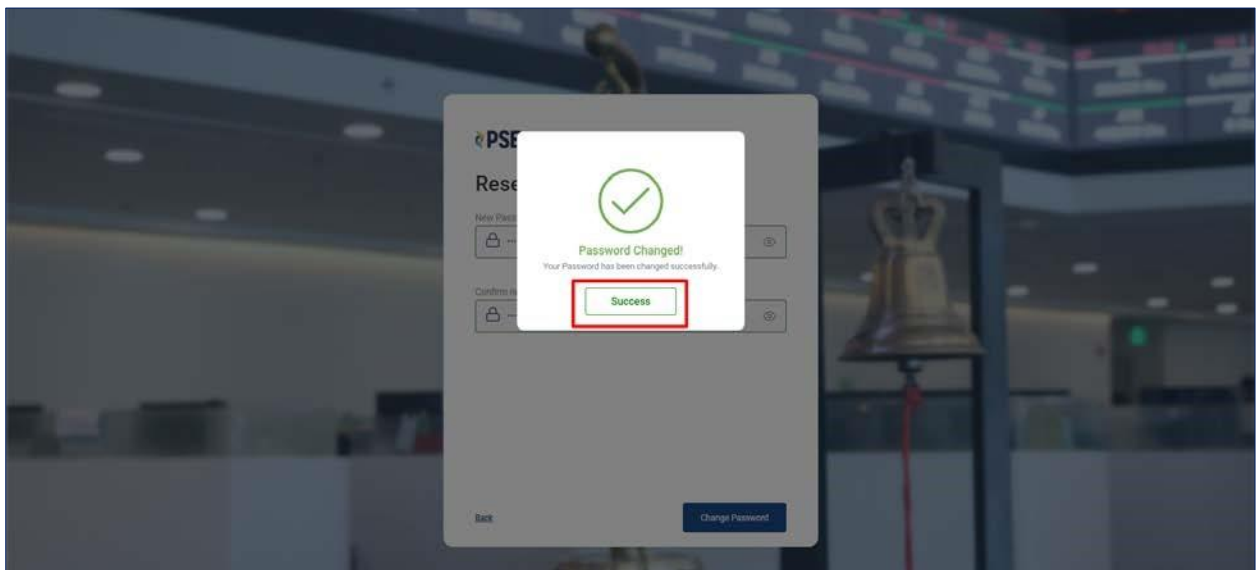 PSE
Rese
New Pass
Password Changed!
Your Password has been changed successfully.
Confirm n
Success
Back
Change Password